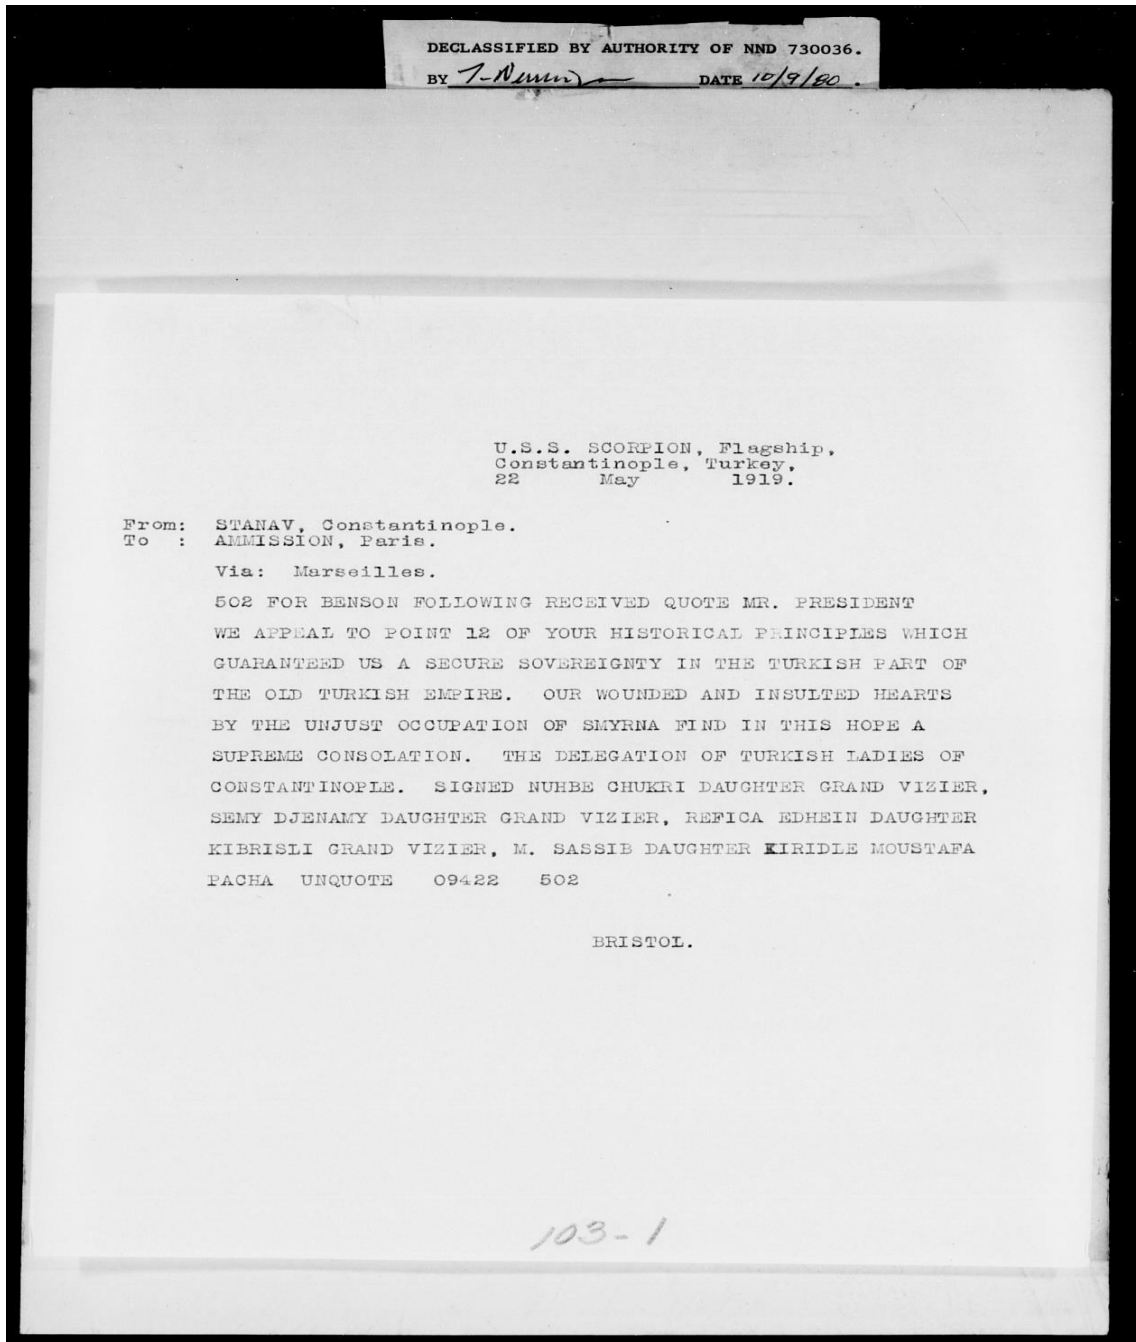 DECLASSIFIED BY AUTHORITY OF NND 730036.
BY DATE 10/9/80.
U.S.S. SCORPION, Flagship,
Constantinople, Turkey,
22 May 1919.
From: STANAV, Constantinople.
To : AMMISSION, Paris.
Via: Marseilles.
502 FOR BENSON FOLLOWING RECEIVED QUOTE MR. PRESIDENT
WE APPEAL TO POINT 12 OF YOUR HISTORICAL PRINCIPLES WHICH
GUARANTEED US A SECURE SOVEREIGNTY IN THE TURKISH PART OF
THE OLD TURKISH EMPIRE. OUR WOUNDED AND INSULTED HEARTS
BY THE UNJUST OCCUPATION OF SMYRNA FIND IN THIS HOPE A
SUPREME CONSOLATION. THE DELEGATION OF TURKISH LADIES OF
CONSTANTINOPLE. SIGNED NUHBE CHUKRI DAUGHTER GRAND VIZIER,
SEMY DJENAMY DAUGHTER GRAND VIZIER, REFICA EDHEIN DAUGHTER
KIBRISLI GRAND VIZIER, M. SASSIB DAUGHTER KIRIDLE MOUSTAFA
PACHA UNQUOTE 09422 502
BRISTOL.
103-1